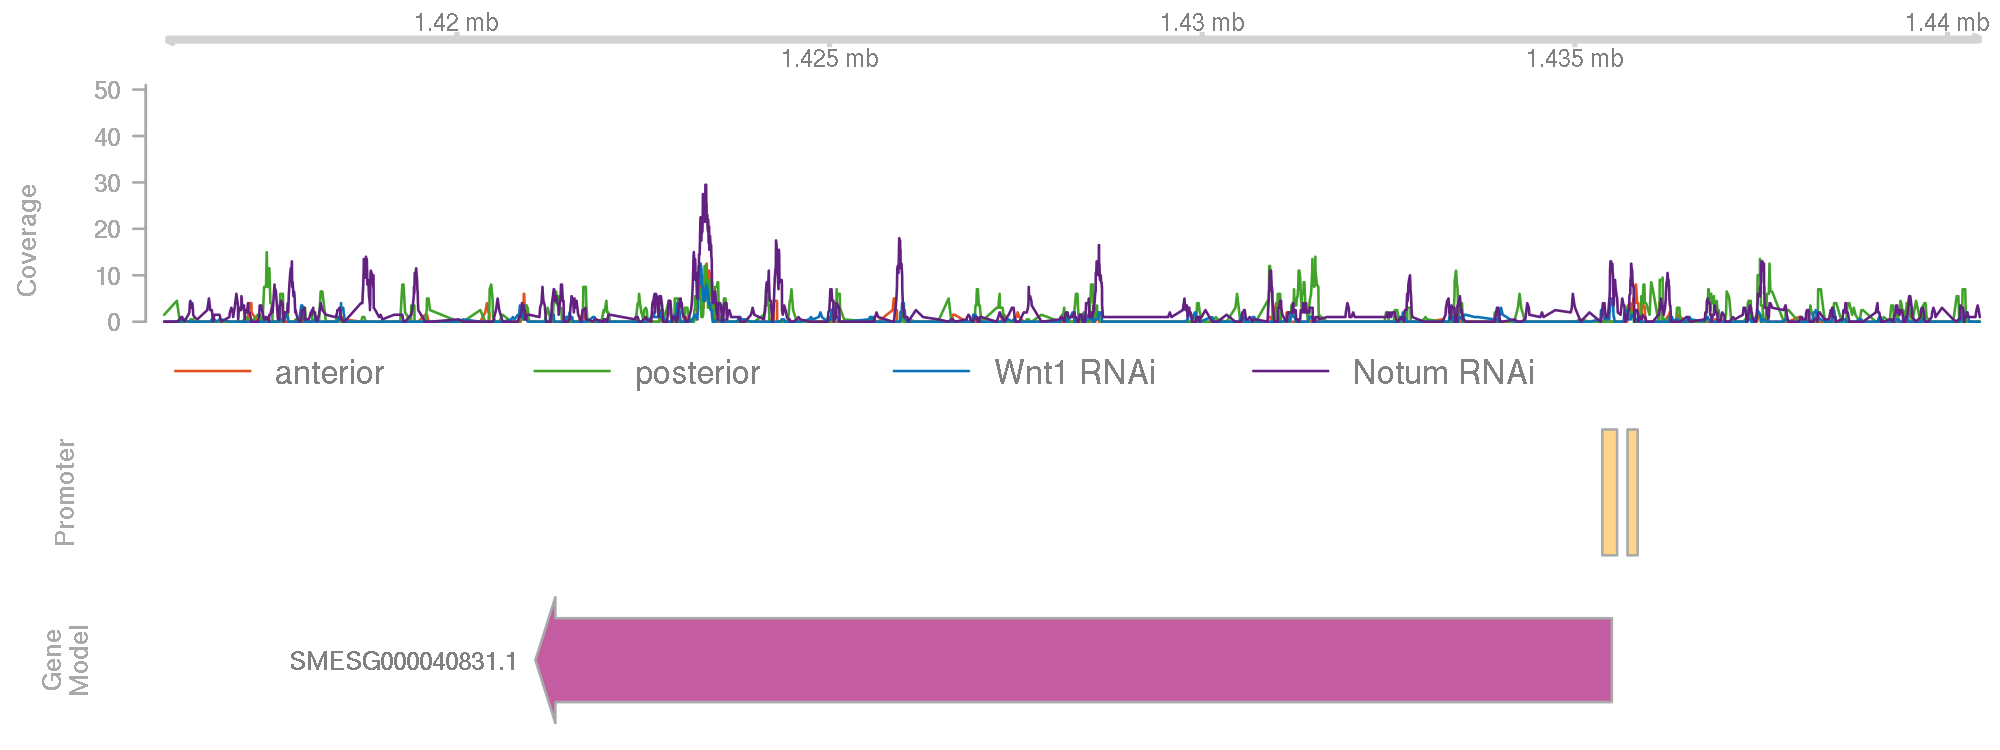 1.42 mb
1.43 mb
1.44 mb
1.425 mb
1.435 mb
Coverage
50
40
30
20
10
0
anterior
posterior
Wnt1 RNAi
Notum RNAi
Promoter
Gene
Model
SMESG000040831.1